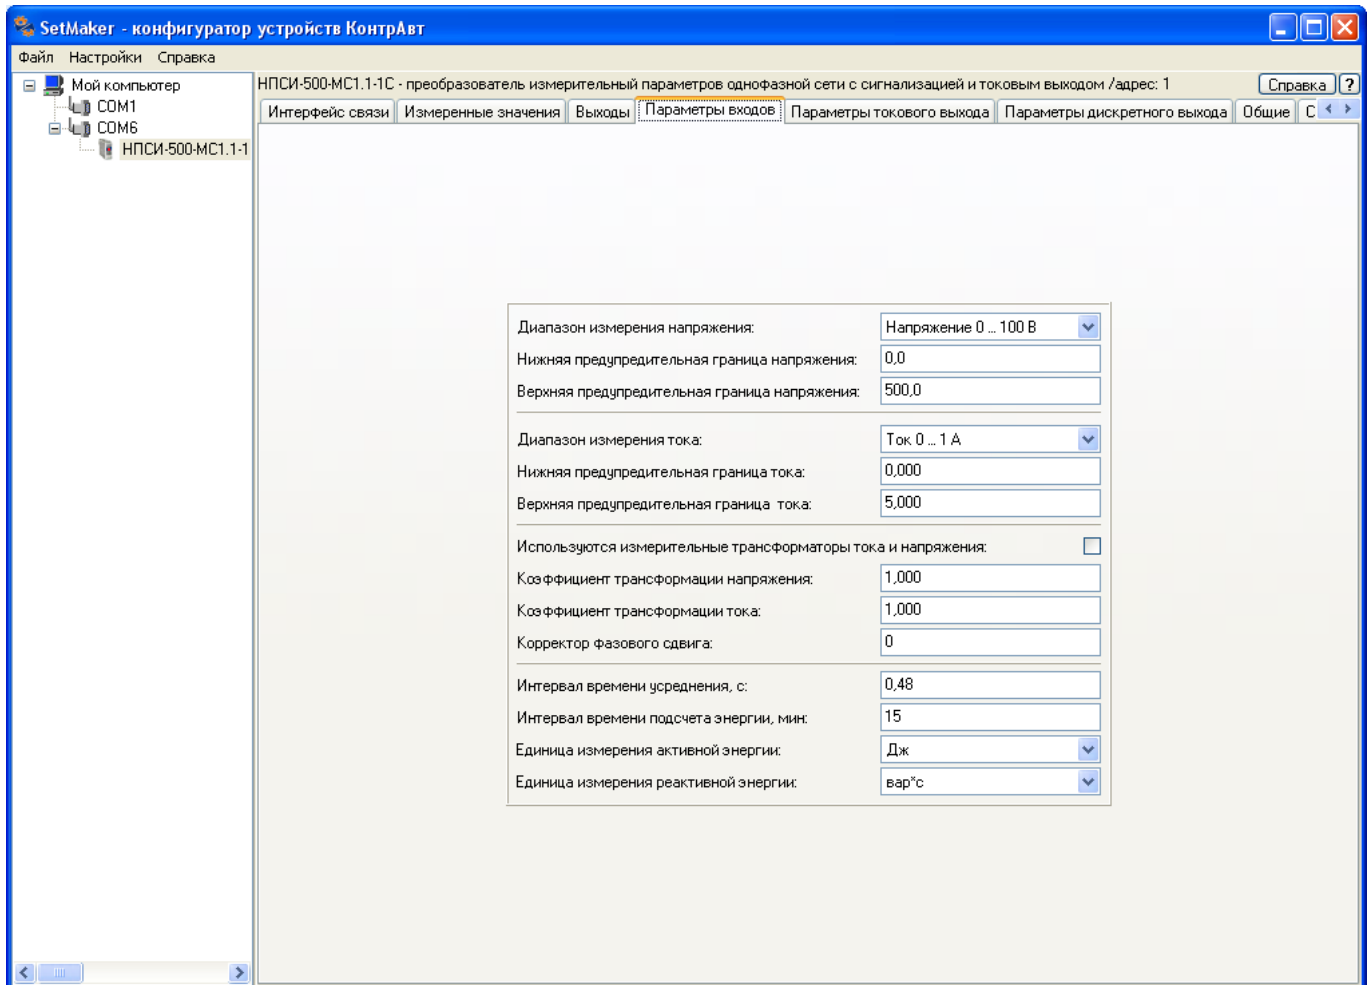 SetMaker - конфигуратор устройств КонтрАвт
Файл Настройки Справка
Мой компьютер
COM1
COM6
НПСИ-500-МС1.1-1
НПСИ-500-МС1.1-1С - преобразователь измерительный параметров однофазной сети с сигнализацией и токовым выходом /адрес: 1
Справка ?
Интерфейс связи Измеренные значения Выходы Параметры входов Параметры токового выхода Параметры дискретного выхода Общие С
Диапазон измерения напряжения: Напряжение 0 ... 100 В
Нижняя предупредительная граница напряжения: 0,0
Верхняя предупредительная граница напряжения: 500,0
Диапазон измерения тока: Ток 0 ... 1 А
Нижняя предупредительная граница тока: 0,000
Верхняя предупредительная граница тока: 5,000
Используются измерительные трансформаторы тока и напряжения:
Коэффициент трансформации напряжения: 1,000
Коэффициент трансформации тока: 1,000
Корректор фазового сдвига: 0
Интервал времени усреднения, с: 0,48
Интервал времени подсчета энергии, мин: 15
Единица измерения активной энергии: Дж
Единица измерения реактивной энергии: вар*с